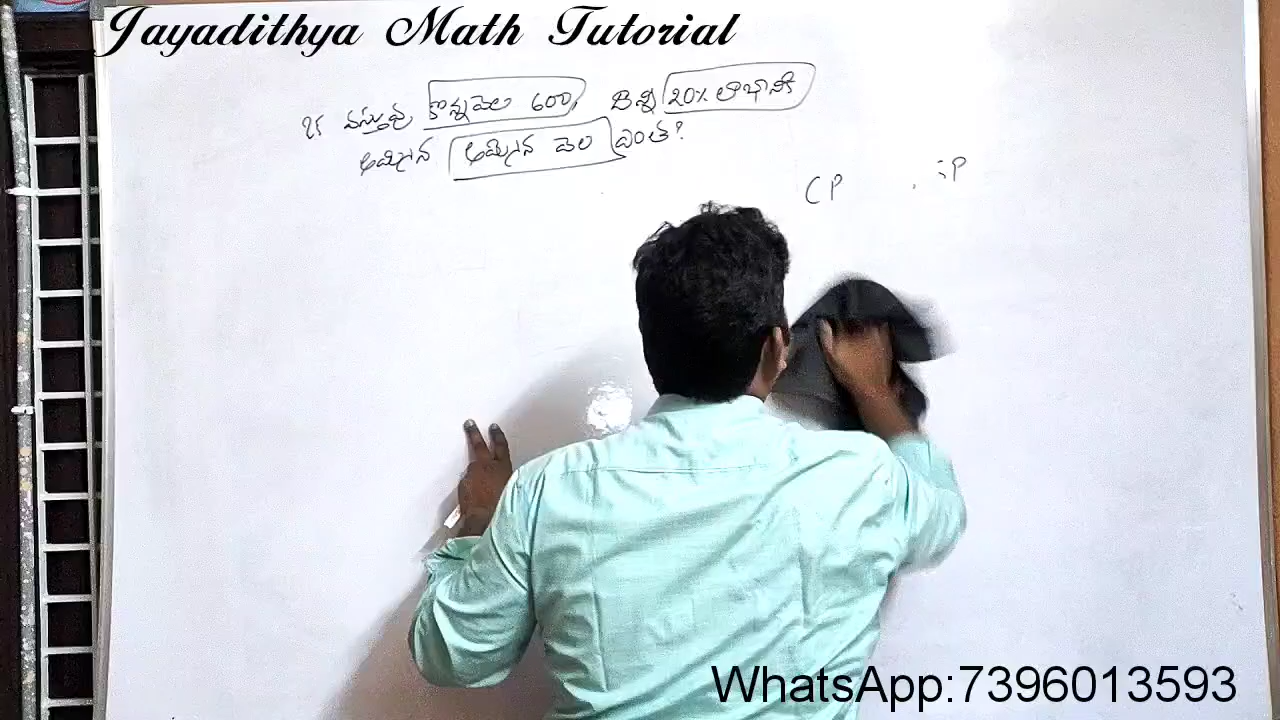 Jayadithya Math Tutorial
ఒక వస్తువు కొన్నవెల 600, దీన్ని 20% లాభానికి
అమ్మిన అమ్మిన వెల ఎంత?
CP SP
WhatsApp:7396013593